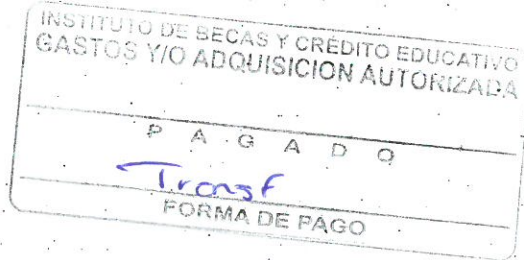 INSTITUTO DE BECAS Y CRÉDITO EDUCATIVO
GASTOS Y/O ADQUISICION AUTORIZADA
P A G A D O
Transf
FORMA DE PAGO